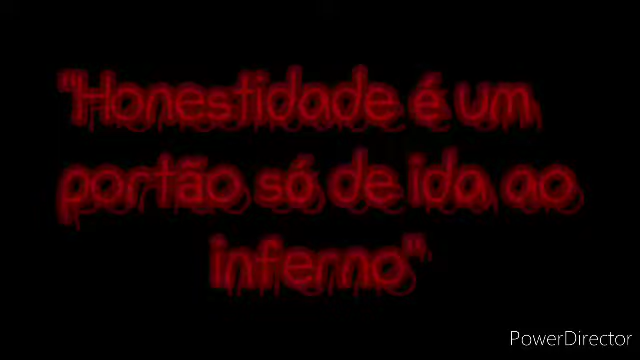 "Honestidade é um
portão só de ida ao
inferno"
PowerDirector